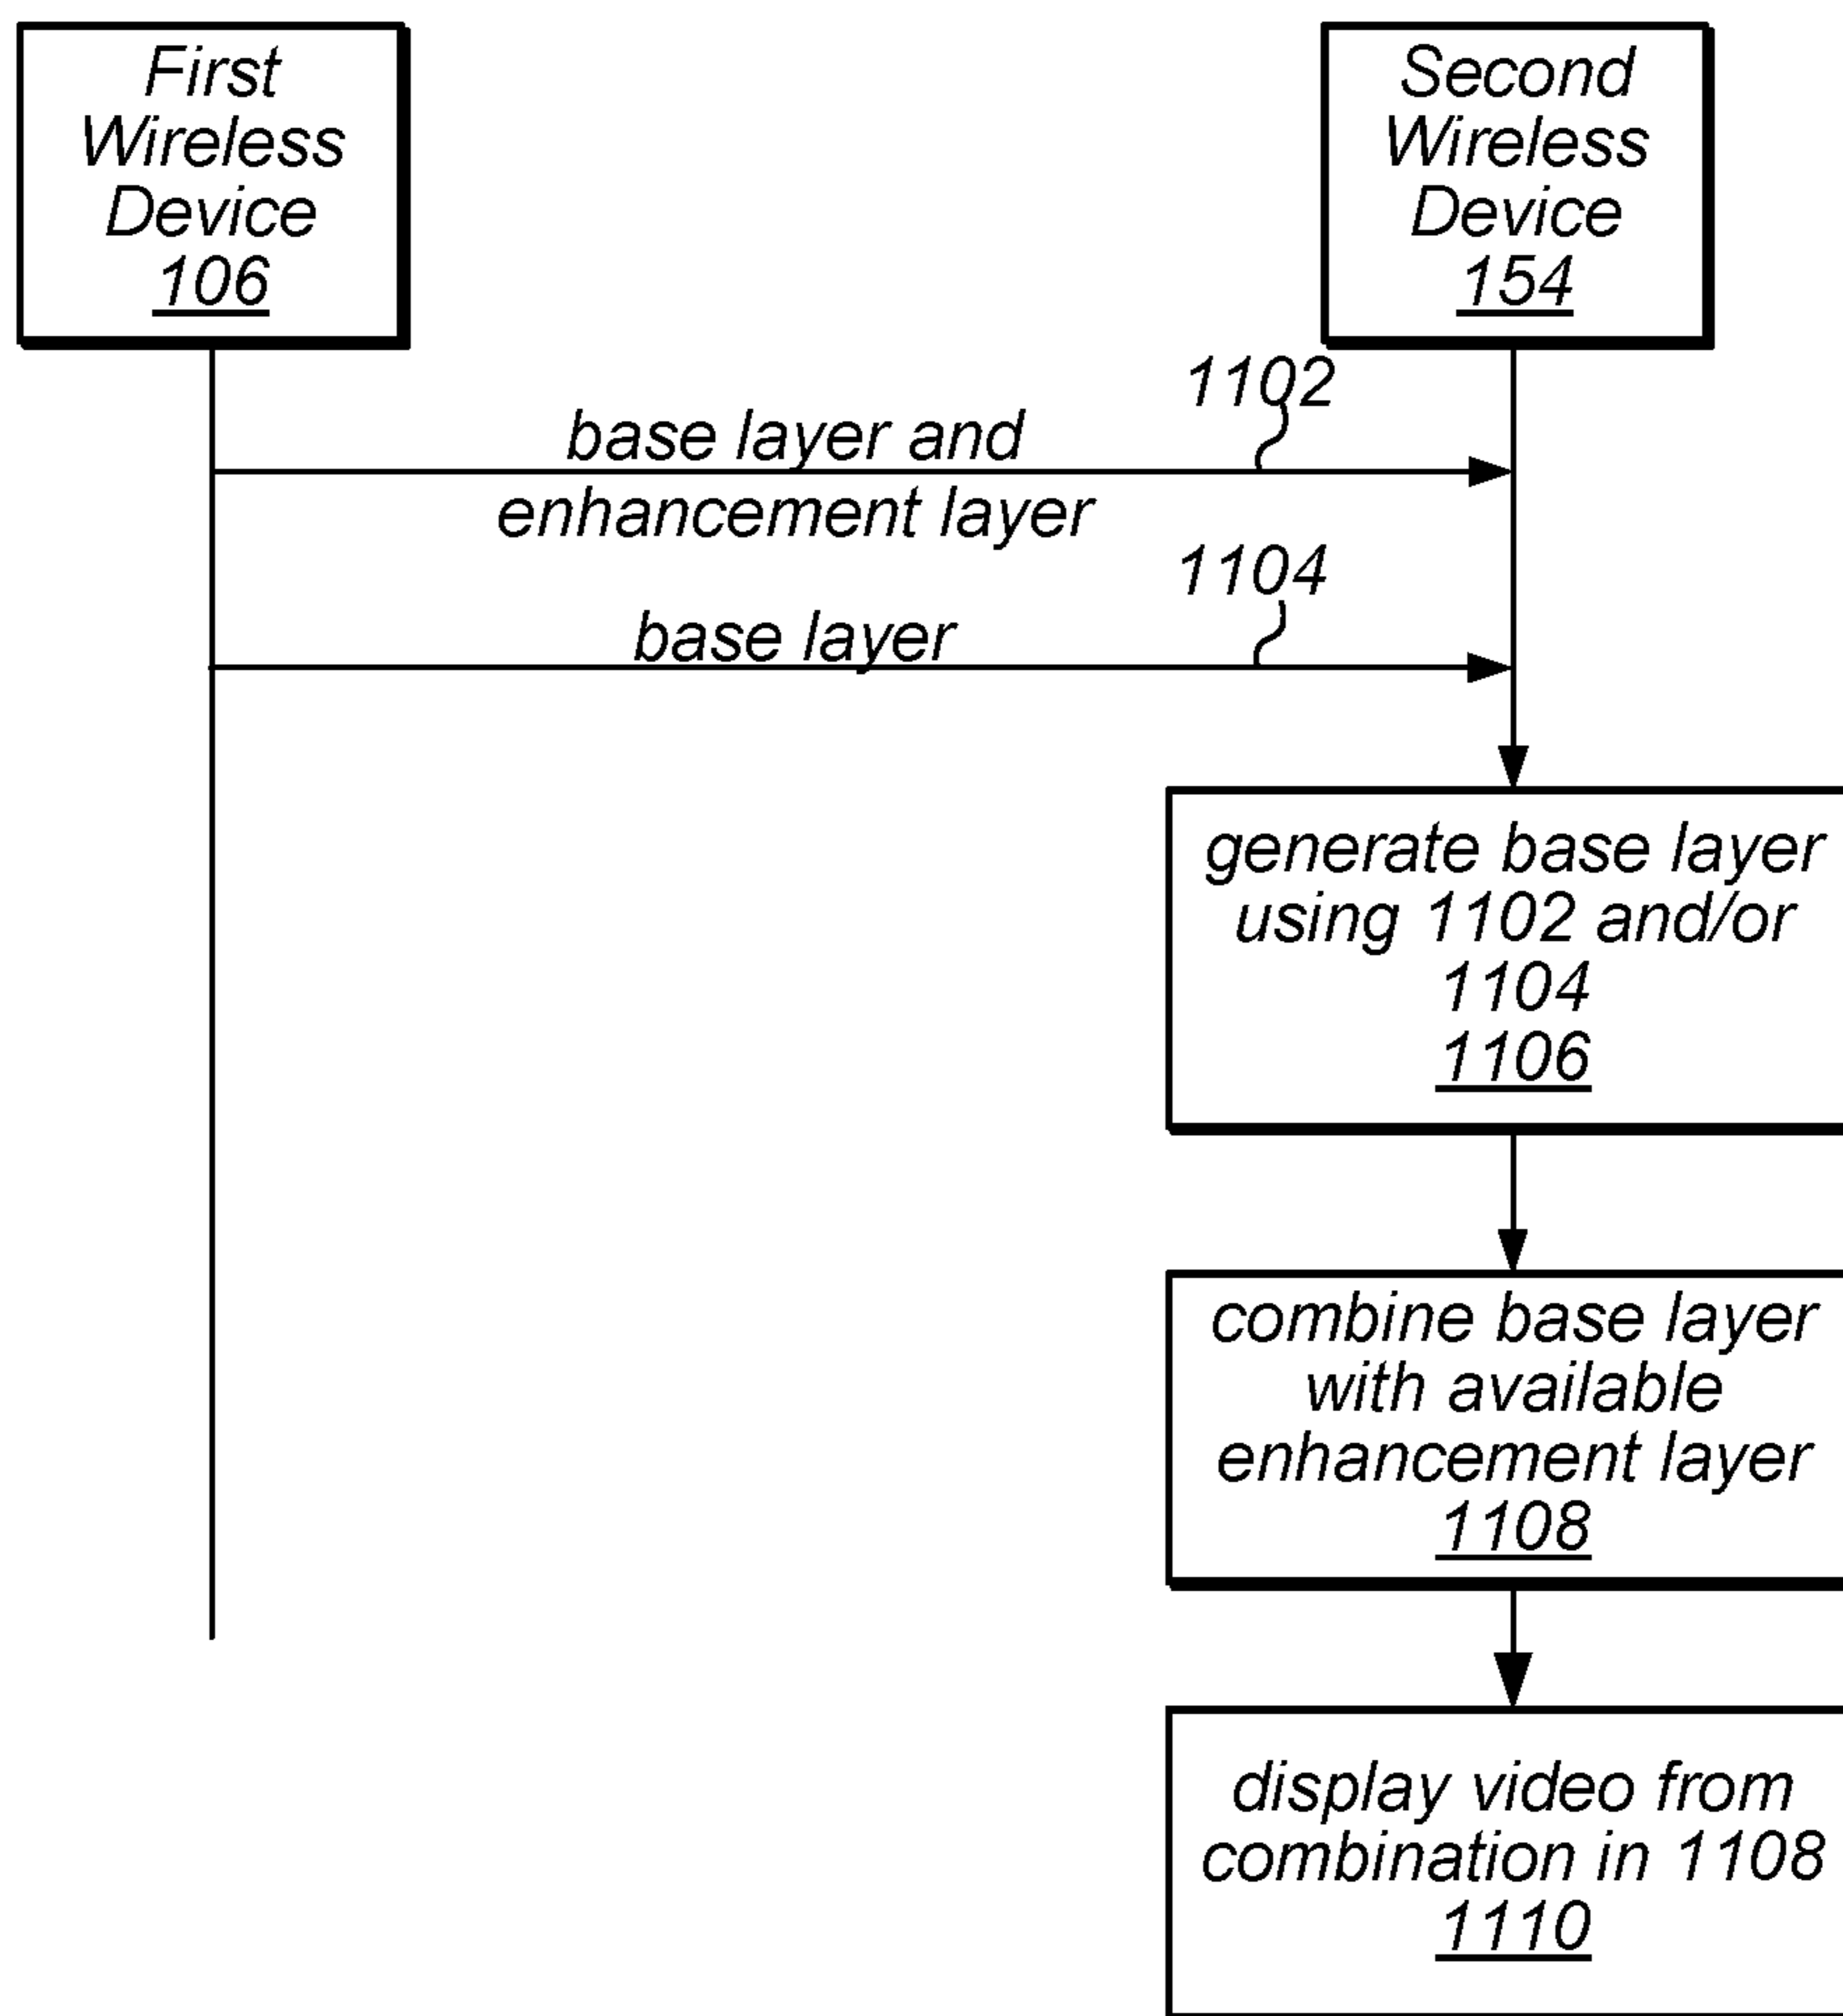 First
Wireless
Device
106
Second
Wireless
Device
154
1102
base layer and
enhancement layer
1104
base layer
generate base layer
using 1102 and/or
1104
1106
combine base layer
with available
enhancement layer
1108
display video from
combination in 1108
1110